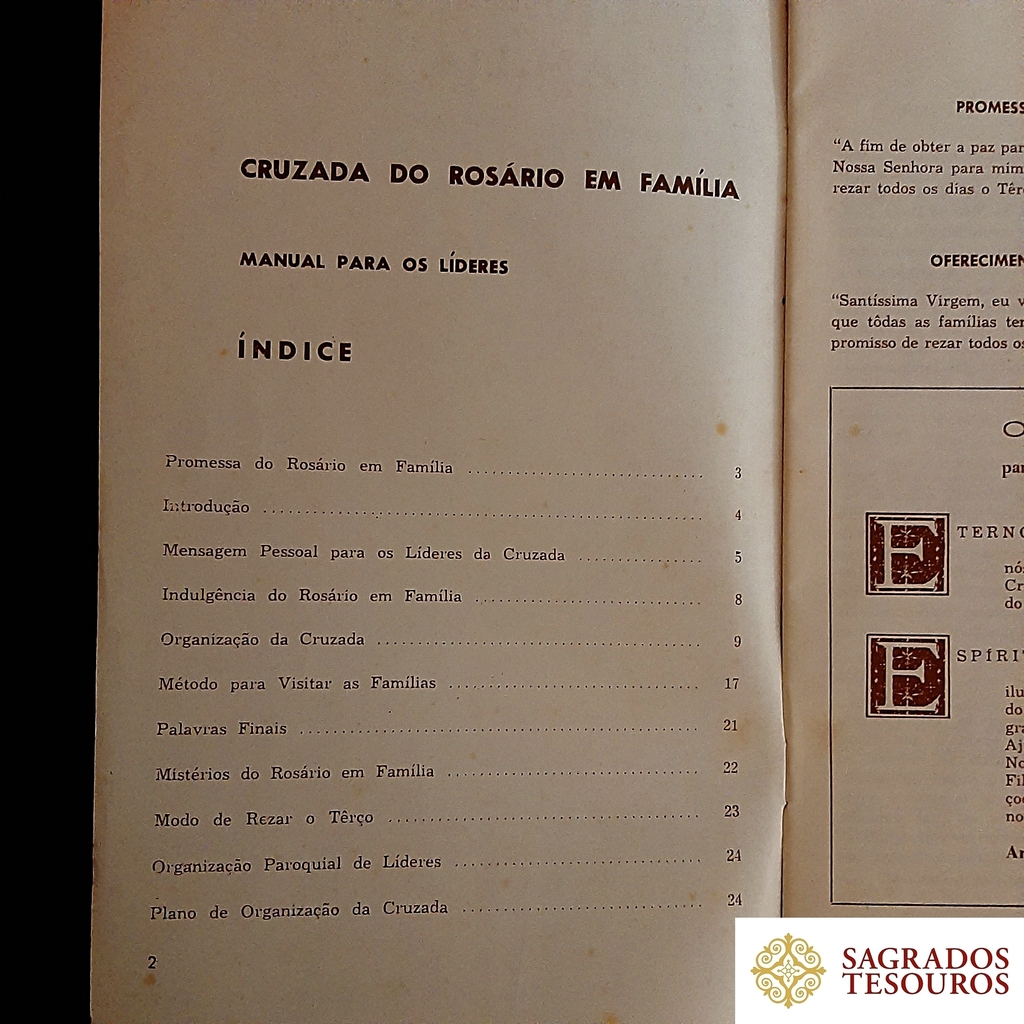 CRUZADA DO ROSÁRIO EM FAMÍLIA
MANUAL PARA OS LÍDERES
ÍNDICE
Promessa do Rosário em Família ............................... 3
Introdução ......................................................... 4
Mensagem Pessoal para os Líderes da Cruzada ................ 5
Indulgência do Rosário em Família ............................. 8
Organização da Cruzada .......................................... 9
Método para Visitar as Famílias ................................ 17
Palavras Finais .................................................... 21
Mistérios do Rosário em Família ................................. 22
Modo de Rezar o Têrço ........................................ 23
Organização Paroquial de Líderes ................................ 24
Plano de Organização da Cruzada ............................... 24
2
PROMESS
“A fim de obter a paz par
Nossa Senhora para mim
rezar todos os dias o Têr
OFERECIMEN
“Santíssima Virgem, eu v
que tôdas as famílias ter
promisso de rezar todos os
O
par
ETERNO
nós
Cr
do
ESPÍRIT
ilu
do
gra
Aj
No
Fil
çoe
no
An
SAGRADOS
TESOUROS